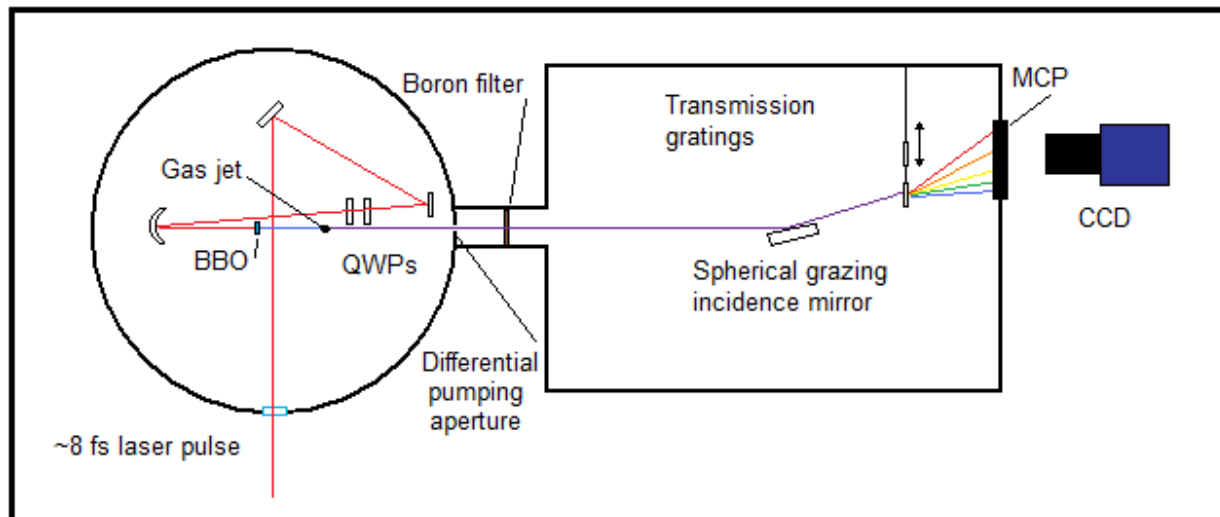 Boron filter
MCP
Transmission
gratings
Gas jet
CCD
BBO
QWPs
Spherical grazing
incidence mirror
Differential
pumping
aperture
~8 fs laser pulse